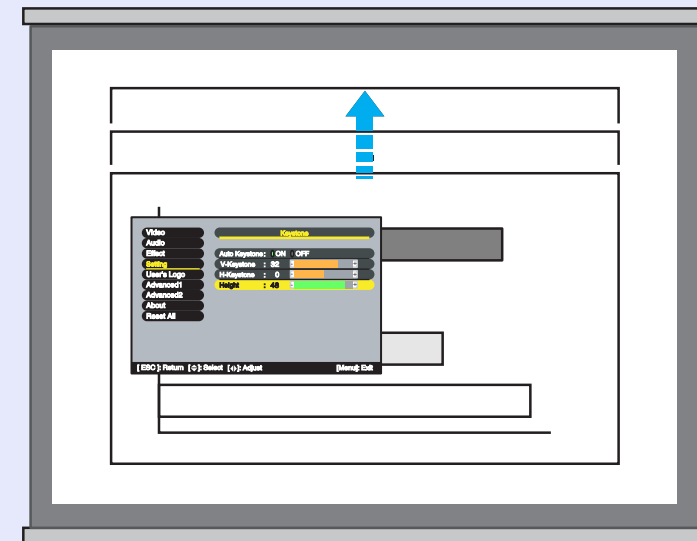 Video
Audio
Effect
Setting
User's Logo
Advanced1
Advanced2
About
Reset All
Keystone
Auto Keystone: ON OFF
V-Keystone : 32
H-Keystone : 0
Height : 48
[ESC]: Return [ ]: Select [ ]: Adjust [Menu]: Exit